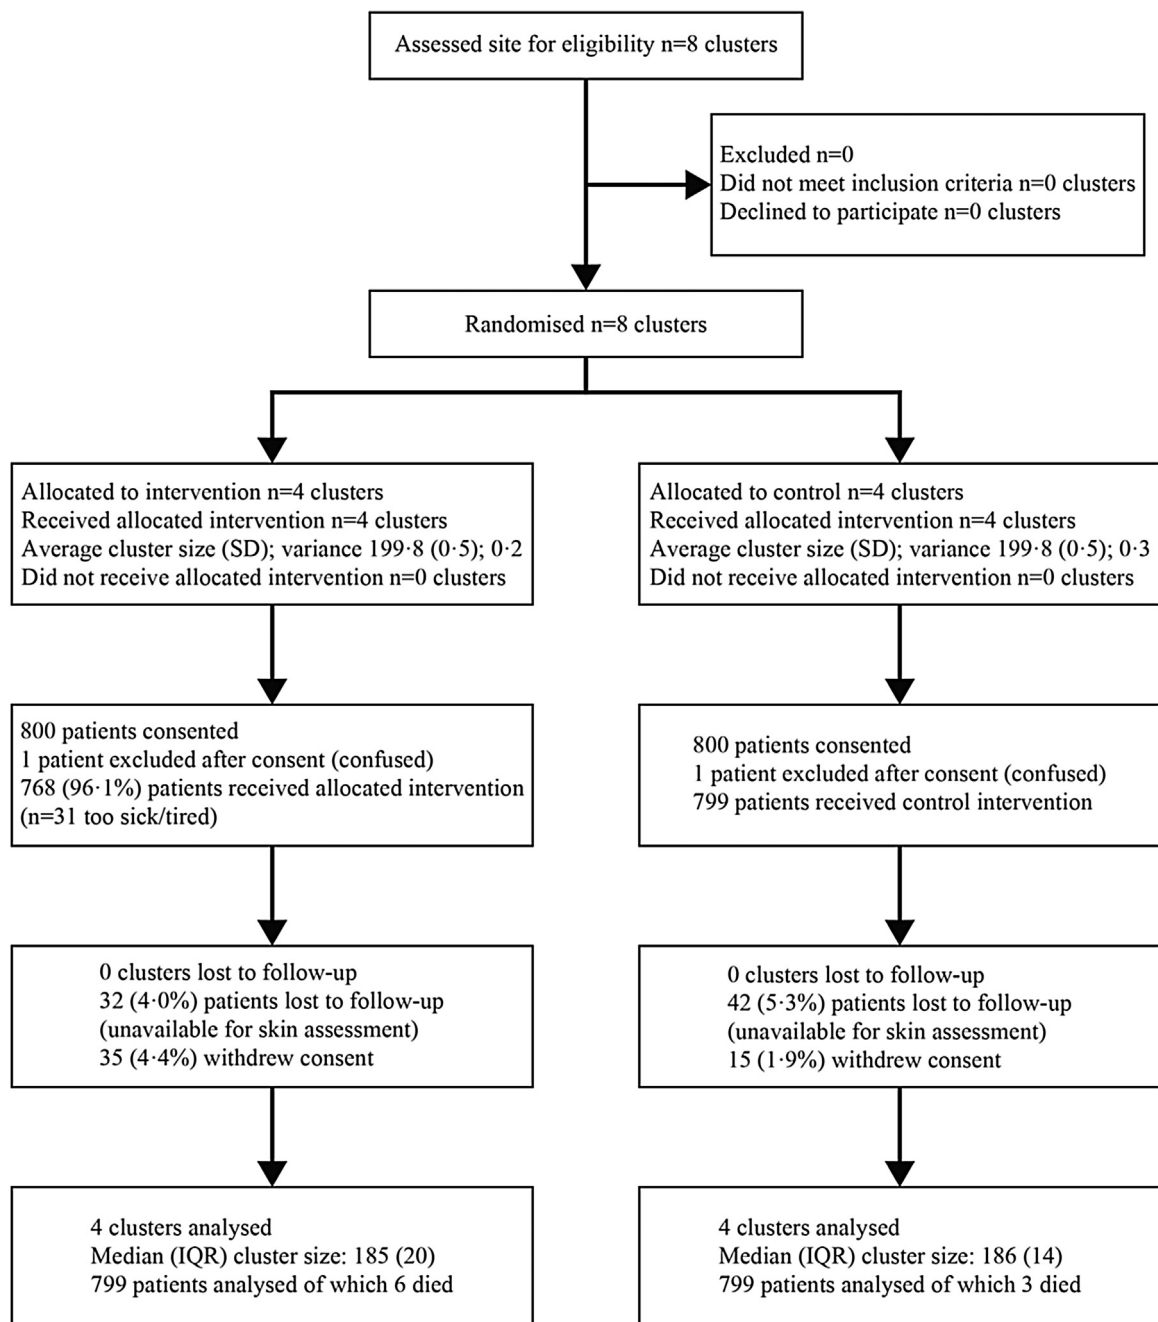 Assessed site for eligibility n=8 clusters
Excluded n=0
Did not meet inclusion criteria n=0 clusters
Declined to participate n=0 clusters
Randomised n=8 clusters
Allocated to intervention n=4 clusters
Received allocated intervention n=4 clusters
Average cluster size (SD); variance 199·8 (0·5); 0·2
Did not receive allocated intervention n=0 clusters
Allocated to control n=4 clusters
Received allocated intervention n=4 clusters
Average cluster size (SD); variance 199·8 (0·5); 0·3
Did not receive allocated intervention n=0 clusters
800 patients consented
1 patient excluded after consent (confused)
768 (96·1%) patients received allocated intervention
(n=31 too sick/tired)
800 patients consented
1 patient excluded after consent (confused)
799 patients received control intervention
0 clusters lost to follow-up
32 (4·0%) patients lost to follow-up
(unavailable for skin assessment)
35 (4·4%) withdrew consent
0 clusters lost to follow-up
42 (5·3%) patients lost to follow-up
(unavailable for skin assessment)
15 (1·9%) withdrew consent
4 clusters analysed
Median (IQR) cluster size: 185 (20)
799 patients analysed of which 6 died
4 clusters analysed
Median (IQR) cluster size: 186 (14)
799 patients analysed of which 3 died